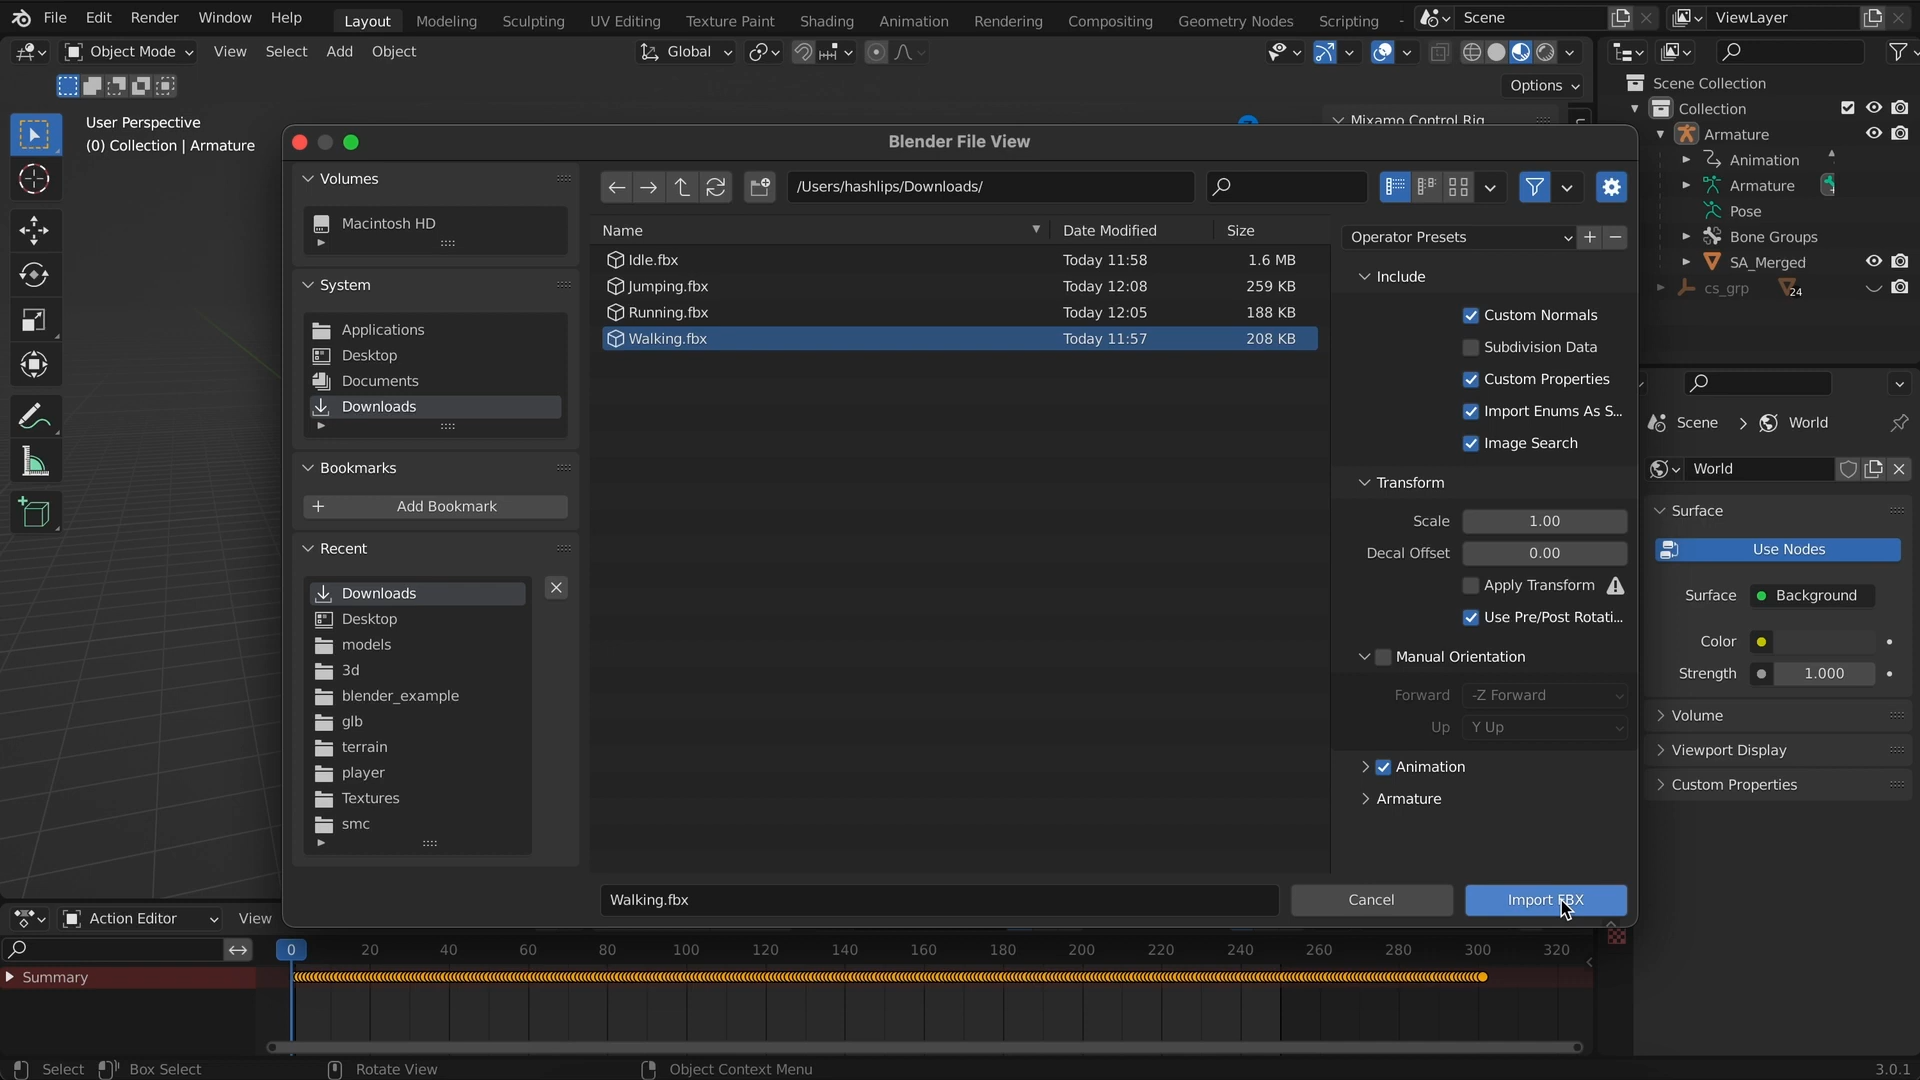 File Edit Render Window Help Layout Modeling Sculpting UV Editing Texture Paint Shading Animation Rendering Compositing Geometry Nodes Scripting Scene ViewLayer
Object Mode View Select Add Object Global
Options
User Perspective
(0) Collection | Armature
Mixamo Control Rig
Scene Collection
Collection
Armature
Animation
Armature
Pose
Bone Groups
SA_Merged
cs_grp 24
Blender File View
Volumes
Macintosh HD
System
Applications
Desktop
Documents
Downloads
Bookmarks
Add Bookmark
Recent
Downloads
Desktop
models
3d
blender_example
glb
terrain
player
Textures
smc
/Users/hashlips/Downloads/
Name Date Modified Size
Idle.fbx Today 11:58 1.6 MB
Jumping.fbx Today 12:08 259 KB
Running.fbx Today 12:05 188 KB
Walking.fbx Today 11:57 208 KB
Operator Presets
Include
Custom Normals
Subdivision Data
Custom Properties
Import Enums As S...
Image Search
Transform
Scale 1.00
Decal Offset 0.00
Apply Transform
Use Pre/Post Rotati...
Manual Orientation
Forward -Z Forward
Up Y Up
Animation
Armature
Walking.fbx Cancel Import FBX
Scene World
World
Surface
Use Nodes
Surface Background
Color
Strength 1.000
Volume
Viewport Display
Custom Properties
Action Editor View
0 20 40 60 80 100 120 140 160 180 200 220 240 260 280 300 320
Summary
Select Box Select Rotate View Object Context Menu 3.0.1